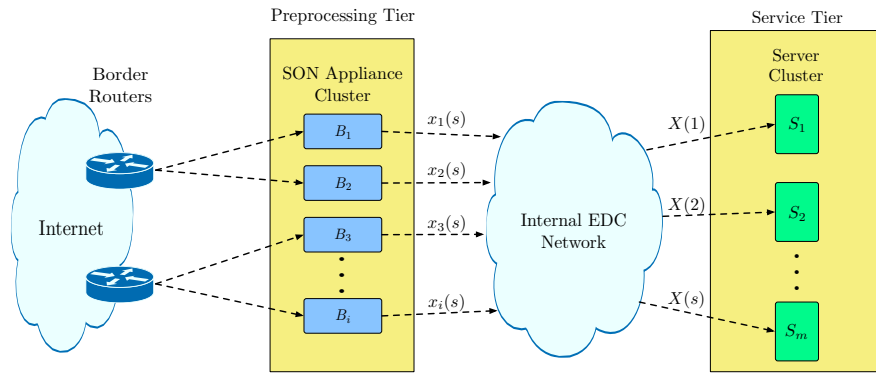 Preprocessing Tier
Service Tier
Border
Routers
SON Appliance
Cluster
Server
Cluster
Internet
B₁
B₂
B₃
Bᵢ
x₁(s)
x₂(s)
x₃(s)
xᵢ(s)
Internal EDC
Network
X(1)
X(2)
X(s)
S₁
S₂
Sₘ